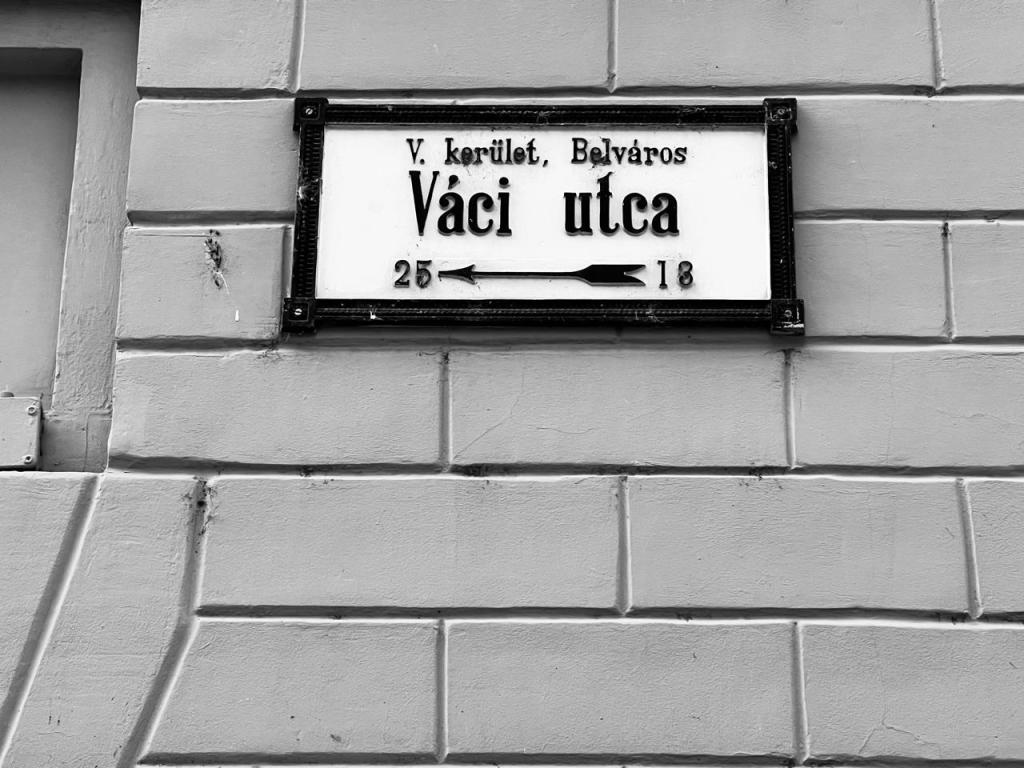 V. kerület, Belváros
Váci utca
25 18